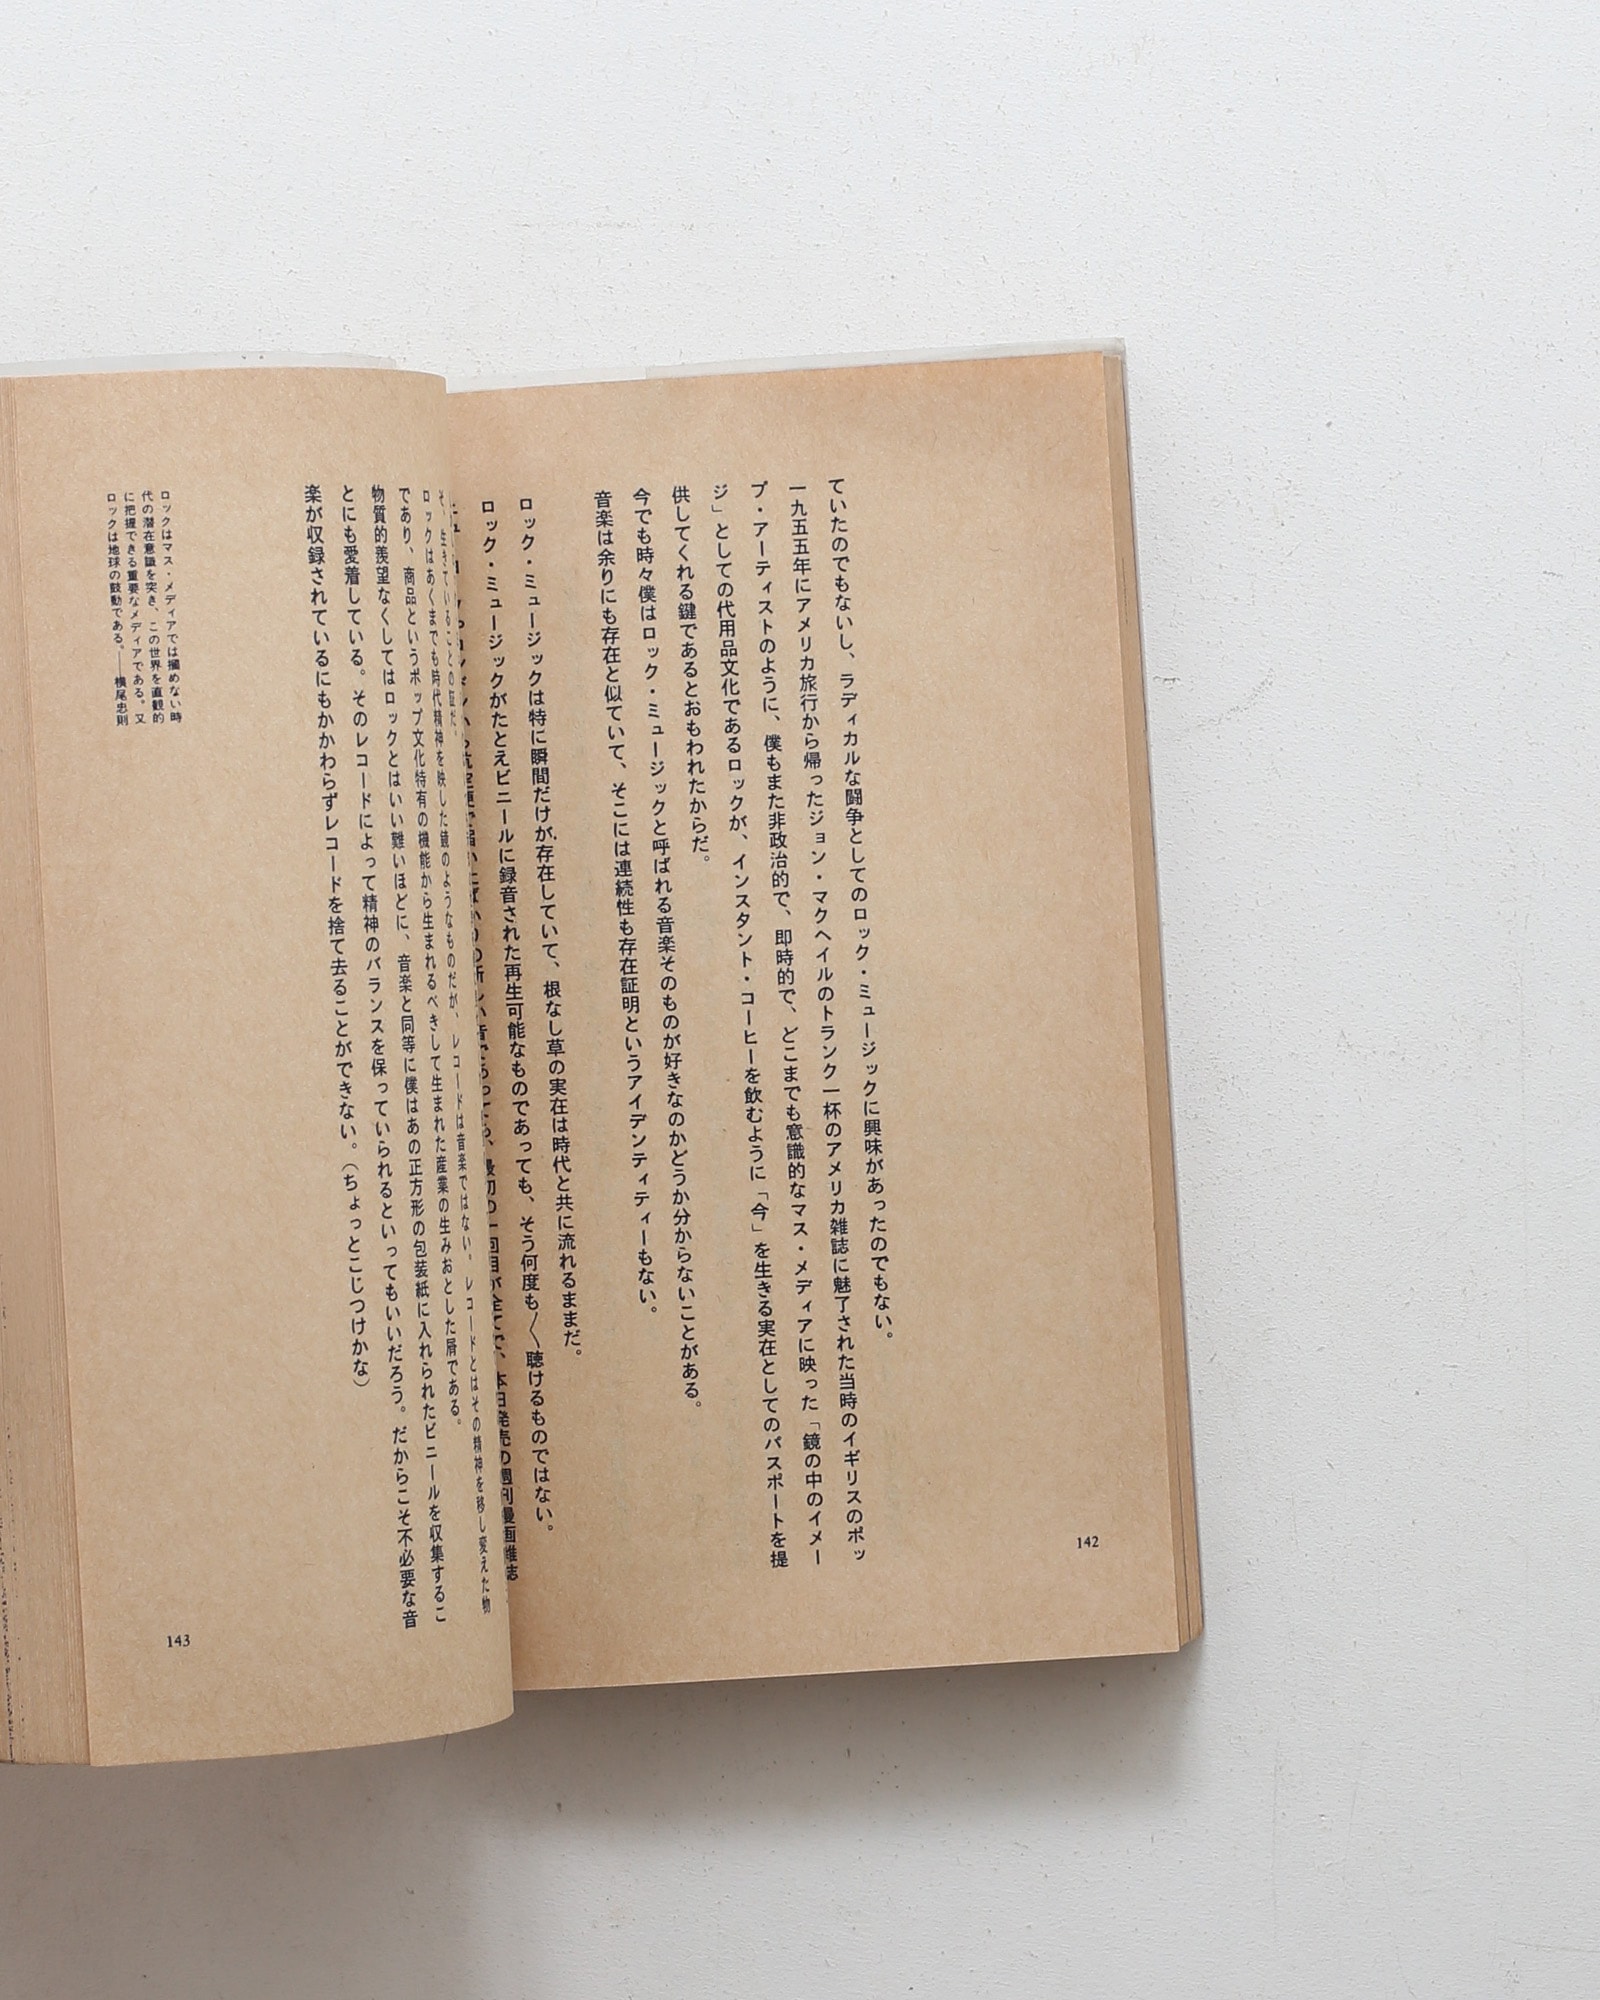 ていたのでもないし、ラディカルな闘争としてのロック・ミュージックに興味があったのでもない。
一九五五年にアメリカ旅行から帰ったジョン・マクヘイルのトランク一杯のアメリカ雑誌に魅了された当時のイギリスのポッ
プ・アーティストのように、僕もまた非政治的で、即時的で、どこまでも意識的なマス・メディアに映った「鏡の中のイメー
ジ」としての代用品文化であるロックが、インスタント・コーヒーを飲むように「今」を生きる実在としてのパスポートを提
供してくれる鍵であるとおもわれたからだ。
今でも時々僕はロック・ミュージックと呼ばれる音楽そのものが好きなのかどうか分からないことがある。
音楽は余りにも存在と似ていて、そこには連続性も存在証明というアイデンティティーもない。
ロック・ミュージックは特に瞬間だけが存在していて、根なし草の実在は時代と共に流れるままだ。
ロック・ミュージックがたとえビニールに録音された再生可能なものであっても、そう何度も〳〵聴けるものではない。
最初の一回目が全てで、本日発売の週刊漫画雑誌
142
そ、生きていることの証だ。
ロックはあくまでも時代精神を映した鏡のようなものだが、レコードは音楽ではない。レコードとはその精神を移し変えた物
であり、商品というポップ文化特有の機能から生まれるべきして生まれた産業の生みおとした屑である。
物質的羨望なくしてはロックとはいい難いほどに、音楽と同等に僕はあの正方形の包装紙に入れられたビニールを収集するこ
とにも愛着している。そのレコードによって精神のバランスを保っていられるといってもいいだろう。だからこそ不必要な音
楽が収録されているにもかかわらずレコードを捨て去ることができない。（ちょっとこじつけかな）
ロックはマス・メディアでは摑めない時
代の潜在意識を突き、この世界を直観的
に把握できる重要なメディアである。又
ロックは地球の鼓動である。──横尾忠則
143